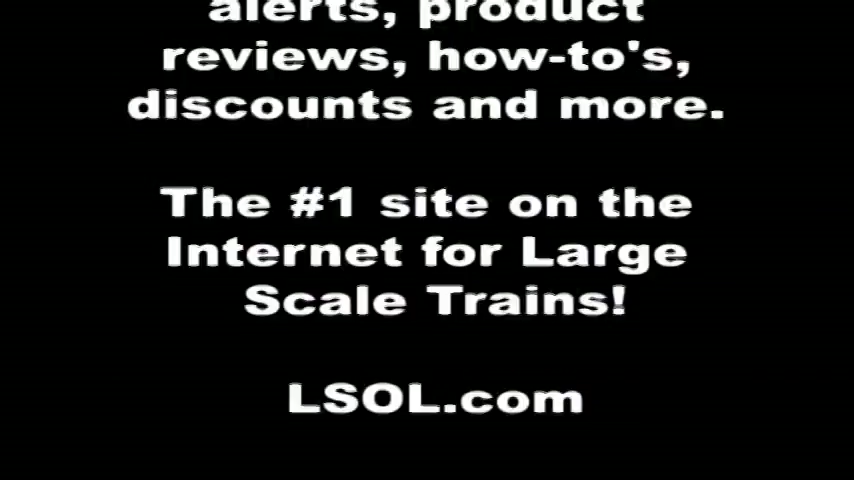 alerts, product
reviews, how-to's,
discounts and more.
The #1 site on the
Internet for Large
Scale Trains!
LSOL.com